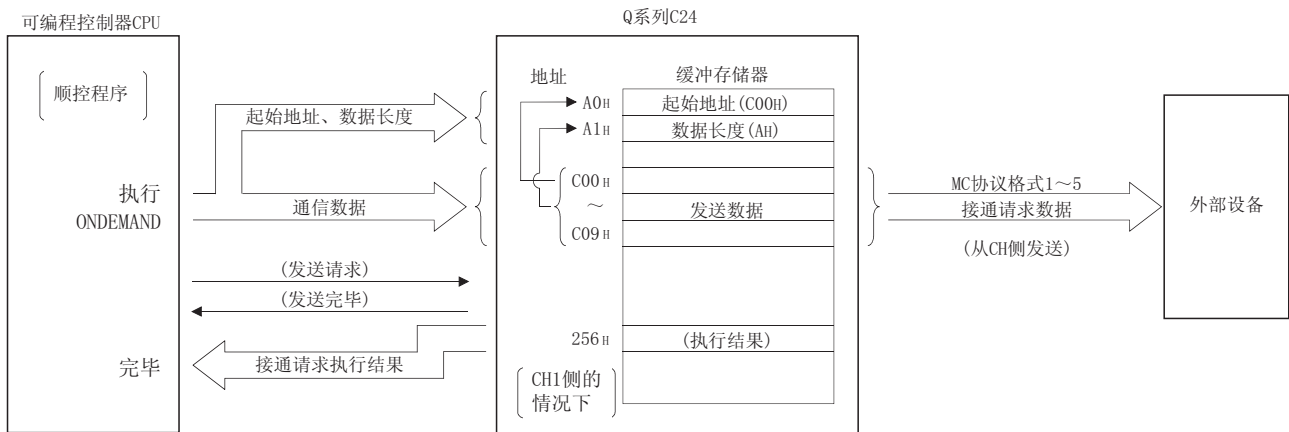 可编程控制器CPU
Q系列C24
顺控程序
地址
缓冲存储器
A0H
起始地址(C00H)
起始地址、数据长度
A1H
数据长度(AH)
执行
ONDEMAND
通信数据
C00H
～
C09H
发送数据
MC协议格式1～5
接通请求数据
(从CH侧发送)
外部设备
(发送请求)
(发送完毕)
256H
(执行结果)
完毕
接通请求执行结果
CH1侧的
情况下